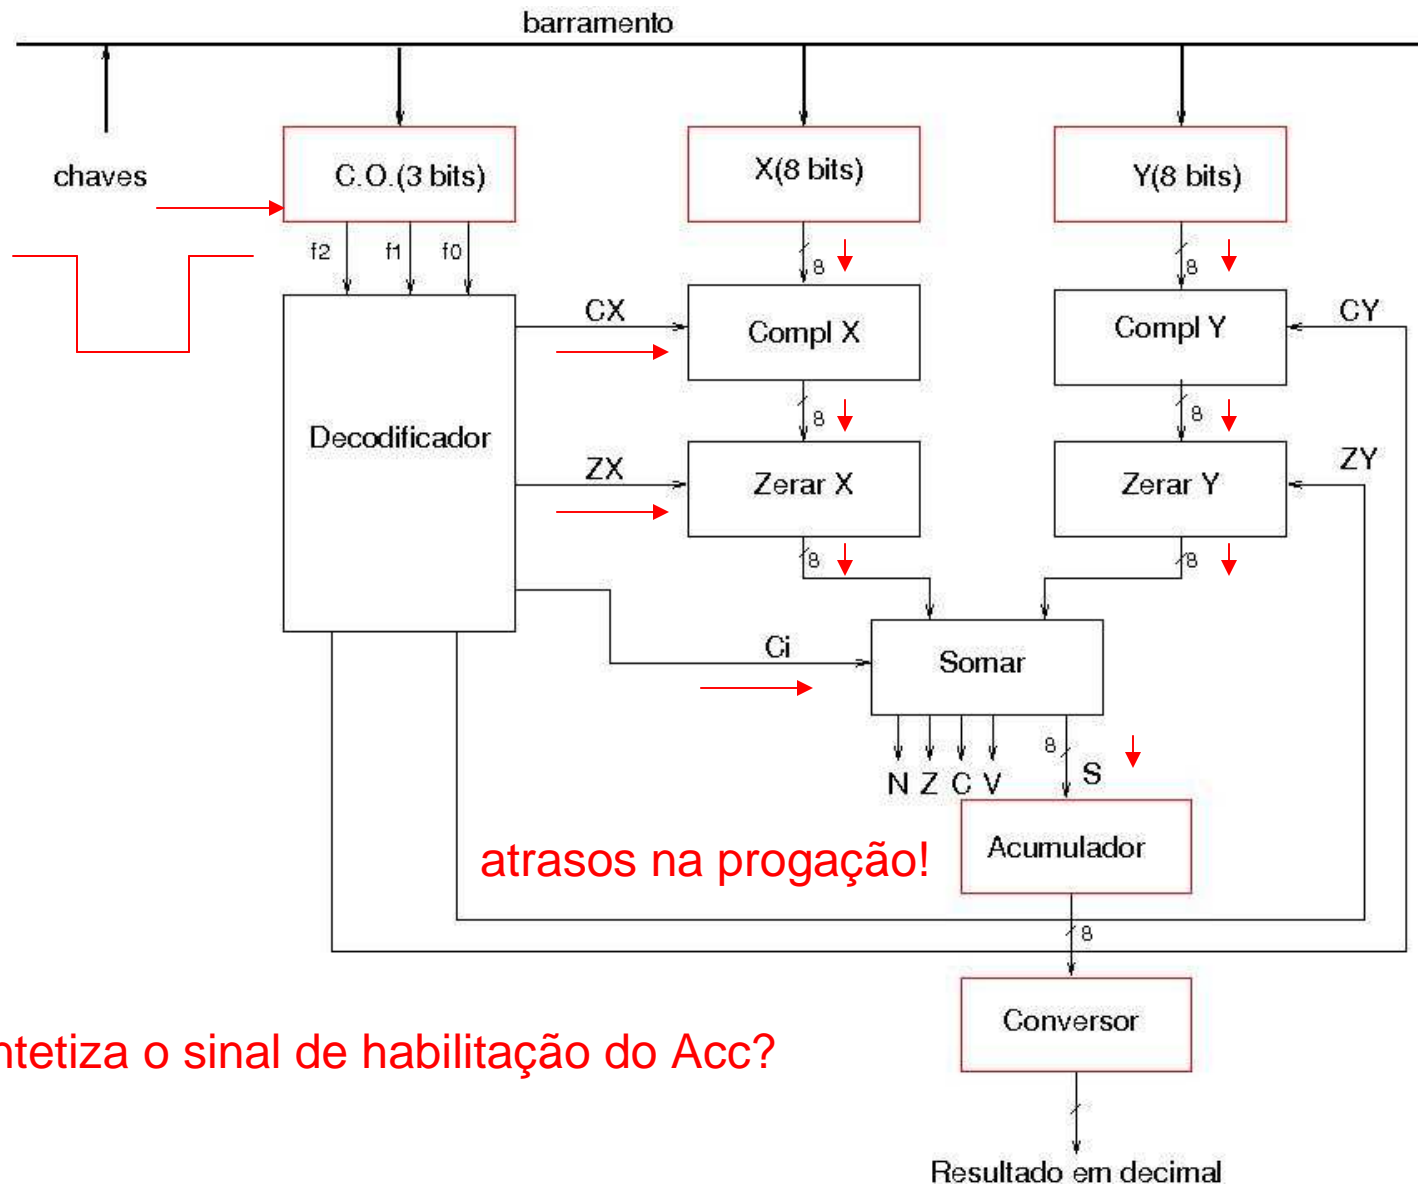 barramento
chaves
C.O.(3 bits)
X(8 bits)
Y(8 bits)
f2
f1
f0
8
8
CX
Compl X
Compl Y
CY
8
8
Decodificador
ZX
Zerar X
Zerar Y
ZY
8
8
Ci
Somar
8
N Z C V
S
atrasos na progação!
Acumulador
8
Conversor
ntetiza o sinal de habilitação do Acc?
Resultado em decimal